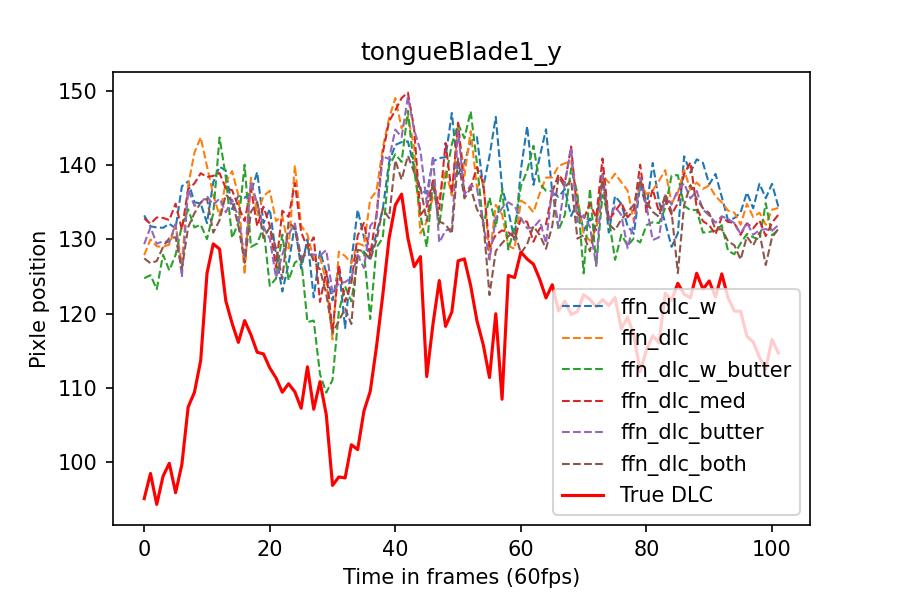 tongueBlade1_y
Pixle position
150
140
130
120
110
100
0 20 40 60 80 100
Time in frames (60fps)
ffn_dlc_w
ffn_dlc
ffn_dlc_w_butter
ffn_dlc_med
ffn_dlc_butter
ffn_dlc_both
True DLC